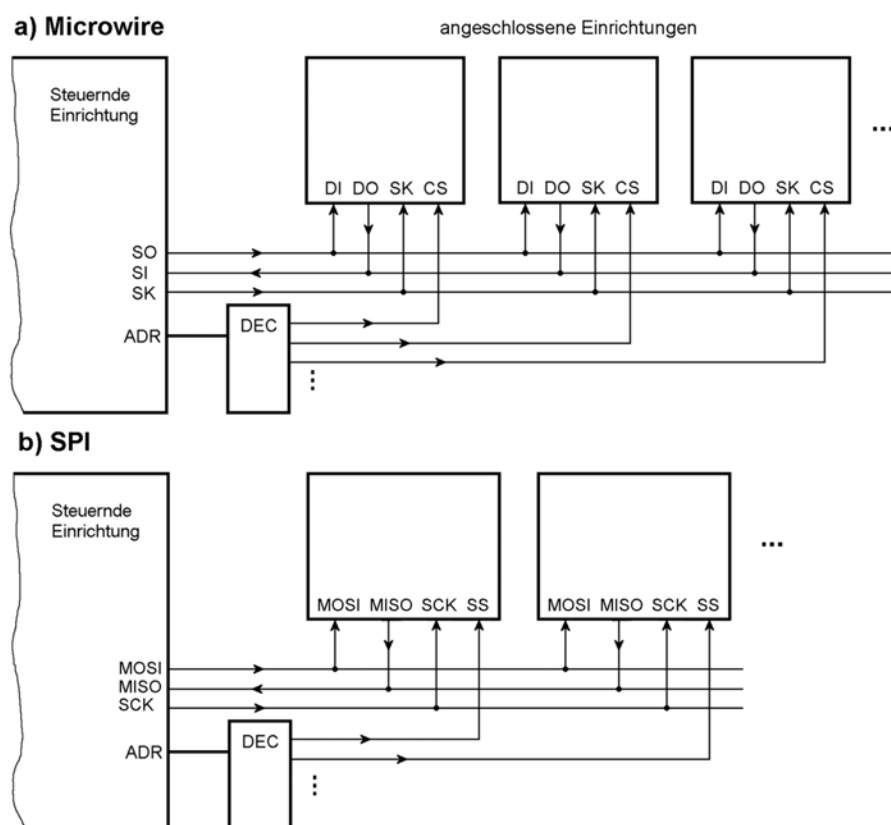 a) Microwire
angeschlossene Einrichtungen
Steuernde
Einrichtung
...
DI DO SK CS
DI DO SK CS
DI DO SK CS
SO
SI
SK
ADR
DEC
b) SPI
Steuernde
Einrichtung
...
MOSI MISO SCK SS
MOSI MISO SCK SS
MOSI
MISO
SCK
ADR
DEC